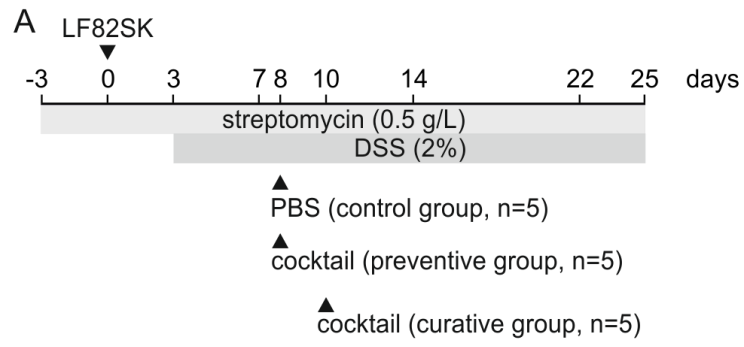 A
LF82SK
-3 0 3 7 8 10 14 22 25 days
streptomycin (0.5 g/L)
DSS (2%)
PBS (control group, n=5)
cocktail (preventive group, n=5)
cocktail (curative group, n=5)